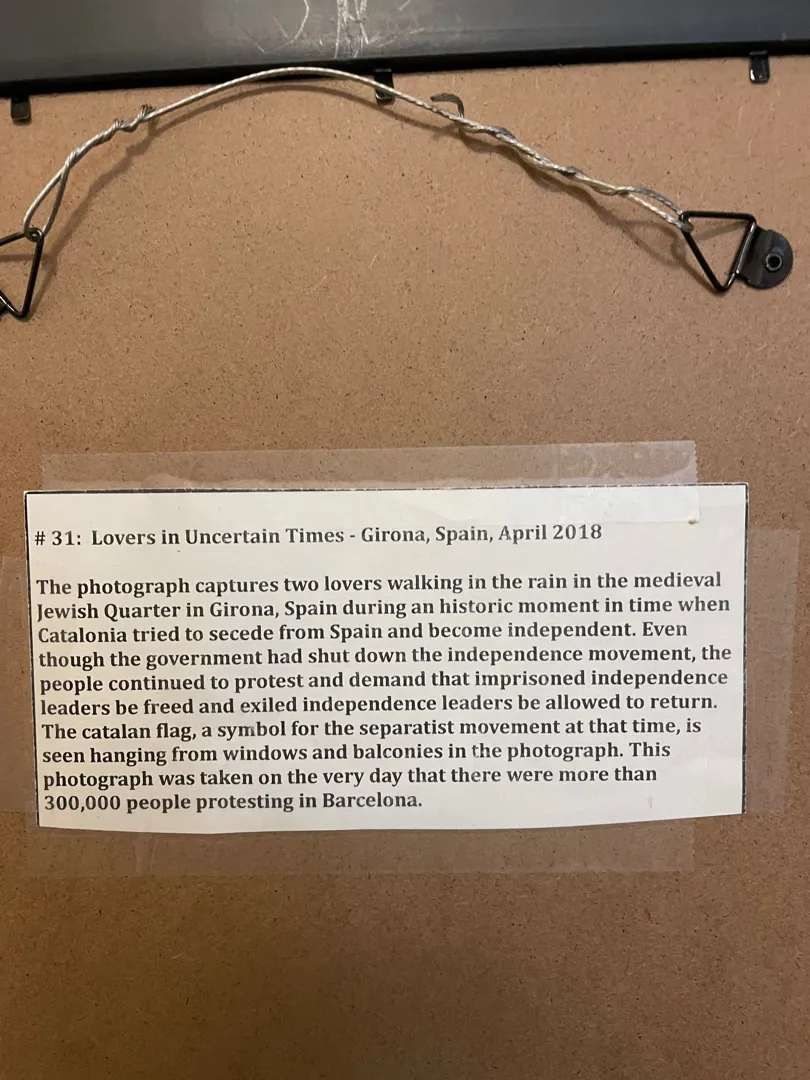 # 31: Lovers in Uncertain Times - Girona, Spain, April 2018
The photograph captures two lovers walking in the rain in the medieval
Jewish Quarter in Girona, Spain during an historic moment in time when
Catalonia tried to secede from Spain and become independent. Even
though the government had shut down the independence movement, the
people continued to protest and demand that imprisoned independence
leaders be freed and exiled independence leaders be allowed to return.
The catalan flag, a symbol for the separatist movement at that time, is
seen hanging from windows and balconies in the photograph. This
photograph was taken on the very day that there were more than
300,000 people protesting in Barcelona.